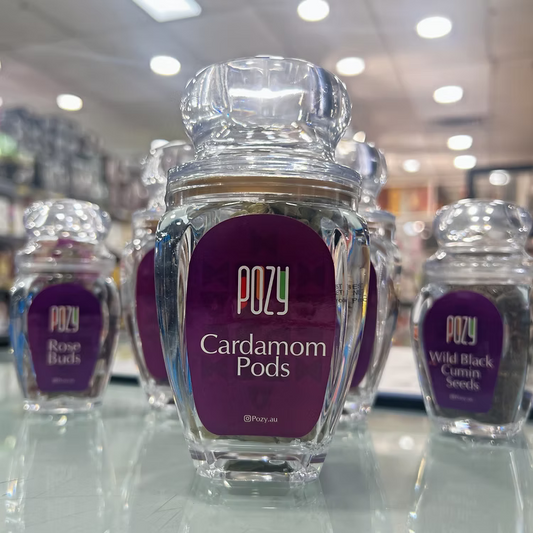 POZY
Cardamom
Pods
@Pozy.au
POZY
Rose
Buds
POZY
Wild Black
Cumin
Seeds